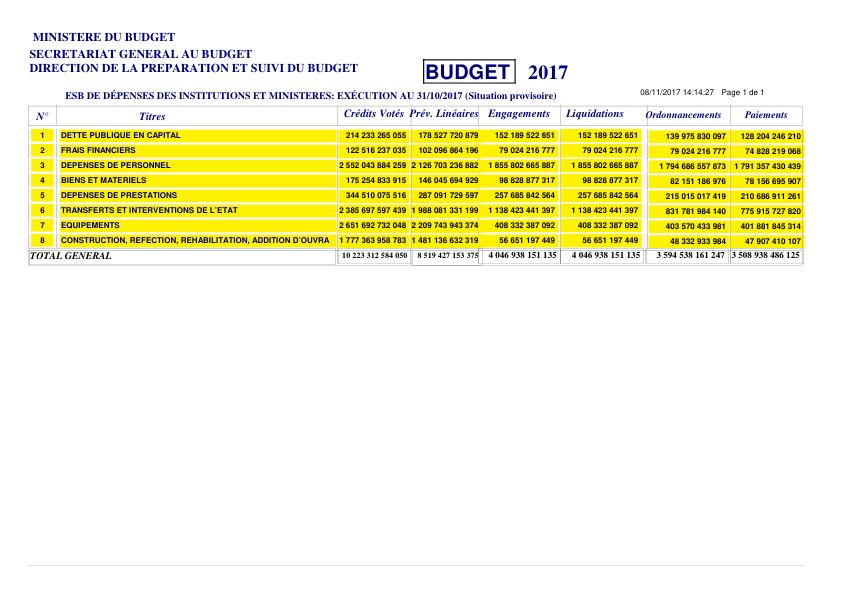 MINISTERE DU BUDGET
SECRETARIAT GENERAL AU BUDGET
DIRECTION DE LA PREPARATION ET SUIVI DU BUDGET
BUDGET 2017
ESB DE DÉPENSES DES INSTITUTIONS ET MINISTERES: EXÉCUTION AU 31/10/2017 (Situation provisoire)
08/11/2017 14:14:27 Page 1 de 1
N° Titres Crédits Votés Prév. Linéaires Engagements Liquidations Ordonnancements Paiements
1 DETTE PUBLIQUE EN CAPITAL 214 233 265 055 178 527 720 879 152 189 522 651 152 189 522 651 139 975 830 097 128 204 246 210
2 FRAIS FINANCIERS 122 516 237 035 102 096 864 196 79 024 216 777 79 024 216 777 79 024 216 777 74 828 219 068
3 DEPENSES DE PERSONNEL 2 552 043 884 259 2 126 703 236 882 1 855 802 665 887 1 855 802 665 887 1 794 686 557 873 1 791 357 430 439
4 BIENS ET MATERIELS 175 254 833 915 146 045 694 929 98 828 877 317 98 828 877 317 82 151 186 976 78 156 695 907
5 DEPENSES DE PRESTATIONS 344 510 075 516 287 091 729 597 257 685 842 564 257 685 842 564 215 015 017 419 210 686 911 261
6 TRANSFERTS ET INTERVENTIONS DE L'ETAT 2 385 697 597 439 1 988 081 331 199 1 138 423 441 397 1 138 423 441 397 831 781 984 140 775 915 727 820
7 EQUIPEMENTS 2 651 692 732 048 2 209 743 943 374 408 332 387 092 408 332 387 092 403 570 433 981 401 881 845 314
8 CONSTRUCTION, REFECTION, REHABILITATION, ADDITION D'OUVRA 1 777 363 958 783 1 481 136 632 319 56 651 197 449 56 651 197 449 48 332 933 984 47 907 410 107
TOTAL GENERAL 10 223 312 584 050 8 519 427 153 375 4 046 938 151 135 4 046 938 151 135 3 594 538 161 247 3 508 938 486 125